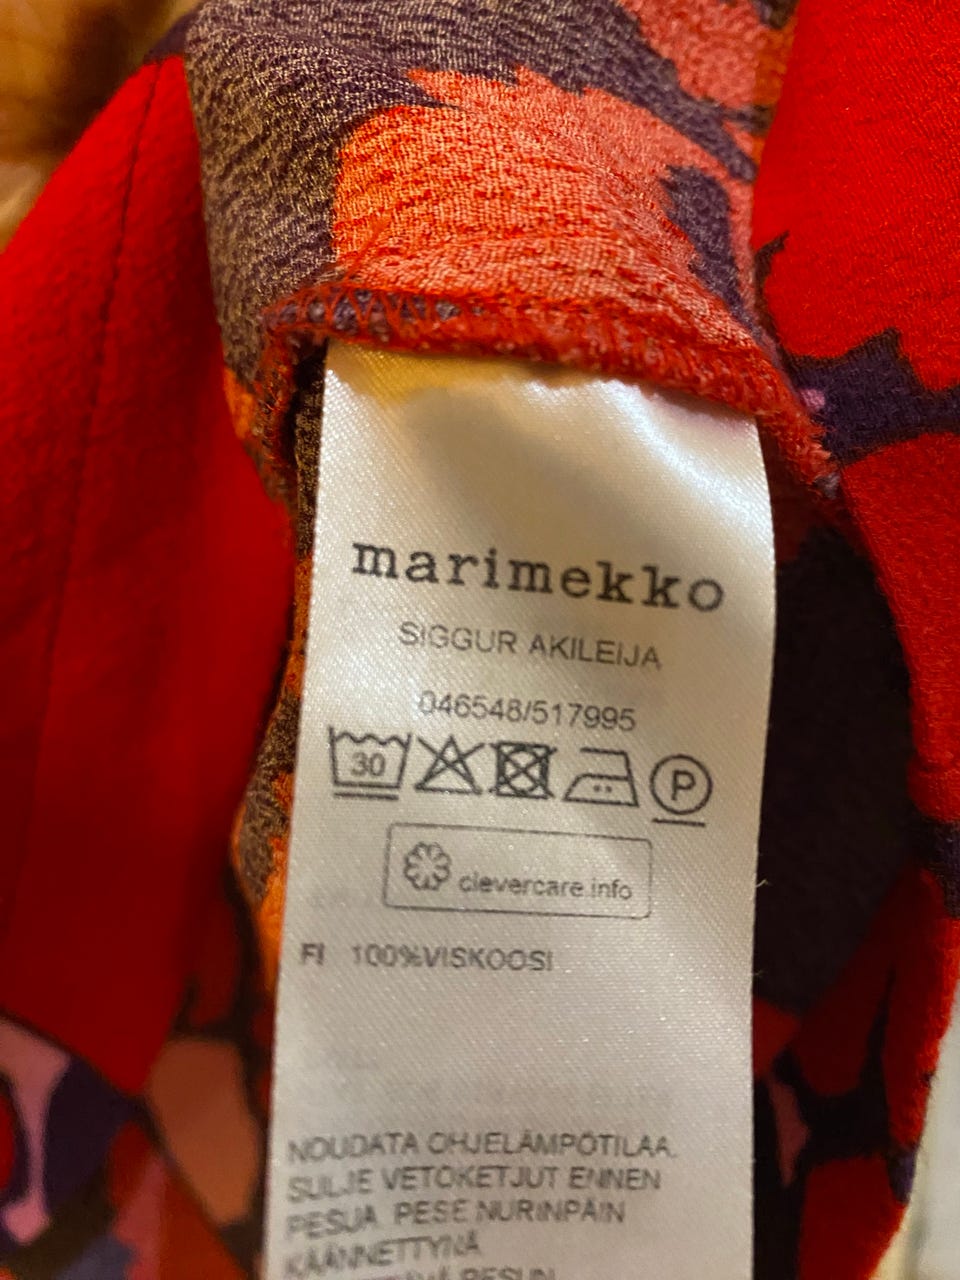 marimekko
SIGGUR AKILEIJA
046548/517995
30 P
clevercare.info
FI 100%VISKOOSI
NOUDATA OHJELÄMPÖTILAA.
SULJE VETOKETJUT ENNEN
PESUA PESE NURINPÄIN
KÄÄNNETTYNÄ
PESUN